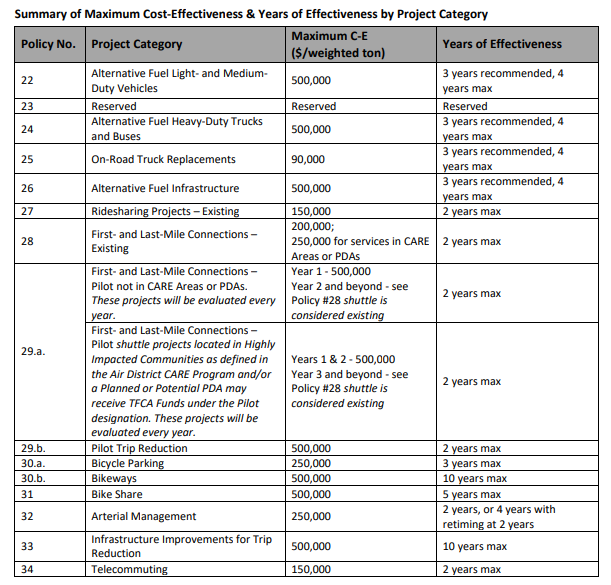 Summary of Maximum Cost-Effectiveness & Years of Effectiveness by Project Category
Policy No. Project Category Maximum C-E ($/weighted ton) Years of Effectiveness
22 Alternative Fuel Light- and Medium-
Duty Vehicles 500,000 3 years recommended, 4
years max
23 Reserved Reserved Reserved
24 Alternative Fuel Heavy-Duty Trucks
and Buses 500,000 3 years recommended, 4
years max
25 On-Road Truck Replacements 90,000 3 years recommended, 4
years max
26 Alternative Fuel Infrastructure 500,000 3 years recommended, 4
years max
27 Ridesharing Projects – Existing 150,000 2 years max
28 First- and Last-Mile Connections –
Existing 200,000;
250,000 for services in CARE
Areas or PDAs 2 years max
29.a.
First- and Last-Mile Connections –
Pilot not in CARE Areas or PDAs.
These projects will be evaluated every
year.
Year 1 - 500,000
Year 2 and beyond - see
Policy #28 shuttle is
considered existing
2 years max
First- and Last-Mile Connections –
Pilot shuttle projects located in Highly
Impacted Communities as defined in
the Air District CARE Program and/or
a Planned or Potential PDA may
receive TFCA Funds under the Pilot
designation. These projects will be
evaluated every year.
Years 1 & 2 - 500,000
Year 3 and beyond - see
Policy #28 shuttle is
considered existing
2 years max
29.b. Pilot Trip Reduction 500,000 2 years max
30.a. Bicycle Parking 250,000 3 years max
30.b. Bikeways 500,000 10 years max
31 Bike Share 500,000 5 years max
32 Arterial Management 250,000 2 years, or 4 years with
retiming at 2 years
33 Infrastructure Improvements for Trip
Reduction 500,000 10 years max
34 Telecommuting 150,000 2 years max